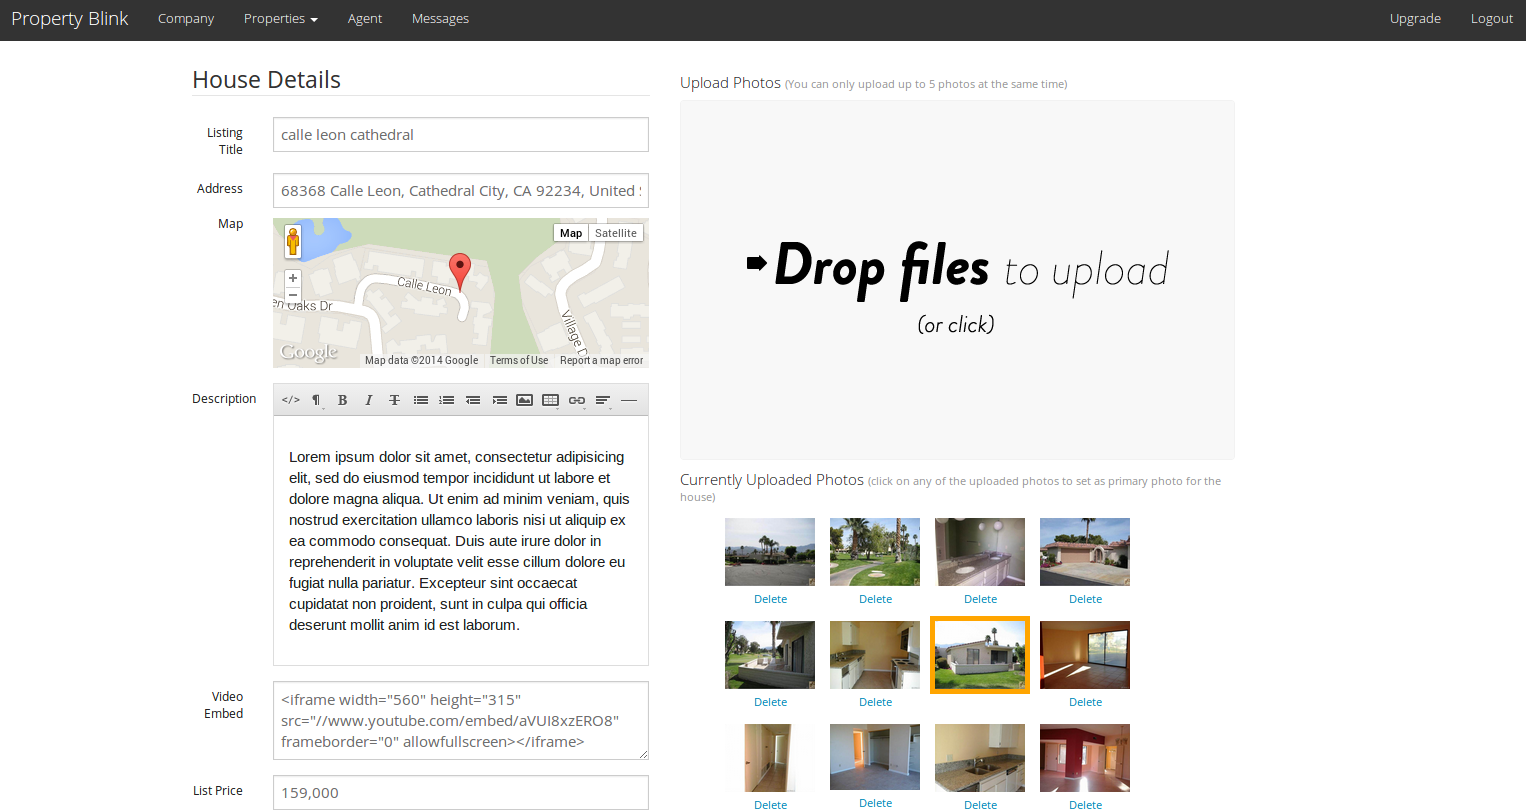 Property Blink Company Properties Agent Messages Upgrade Logout
House Details
Listing Title
calle leon cathedral
Address
68368 Calle Leon, Cathedral City, CA 92234, United S
Map
Map Satellite
+
−
Calle Leon
en Oaks Dr
Village D
Google
Map data ©2014 Google Terms of Use Report a map error
Description
</> ¶ B I T
Lorem ipsum dolor sit amet, consectetur adipisicing
elit, sed do eiusmod tempor incididunt ut labore et
dolore magna aliqua. Ut enim ad minim veniam, quis
nostrud exercitation ullamco laboris nisi ut aliquip ex
ea commodo consequat. Duis aute irure dolor in
reprehenderit in voluptate velit esse cillum dolore eu
fugiat nulla pariatur. Excepteur sint occaecat
cupidatat non proident, sunt in culpa qui officia
deserunt mollit anim id est laborum.
Video
Embed
<iframe width="560" height="315"
src="//www.youtube.com/embed/aVUI8xzERO8"
frameborder="0" allowfullscreen></iframe>
List Price
159,000
Upload Photos (You can only upload up to 5 photos at the same time)
Drop files to upload
(or click)
Currently Uploaded Photos (click on any of the uploaded photos to set as primary photo for the
house)
Delete Delete Delete Delete
Delete Delete Delete Delete
Delete Delete Delete Delete